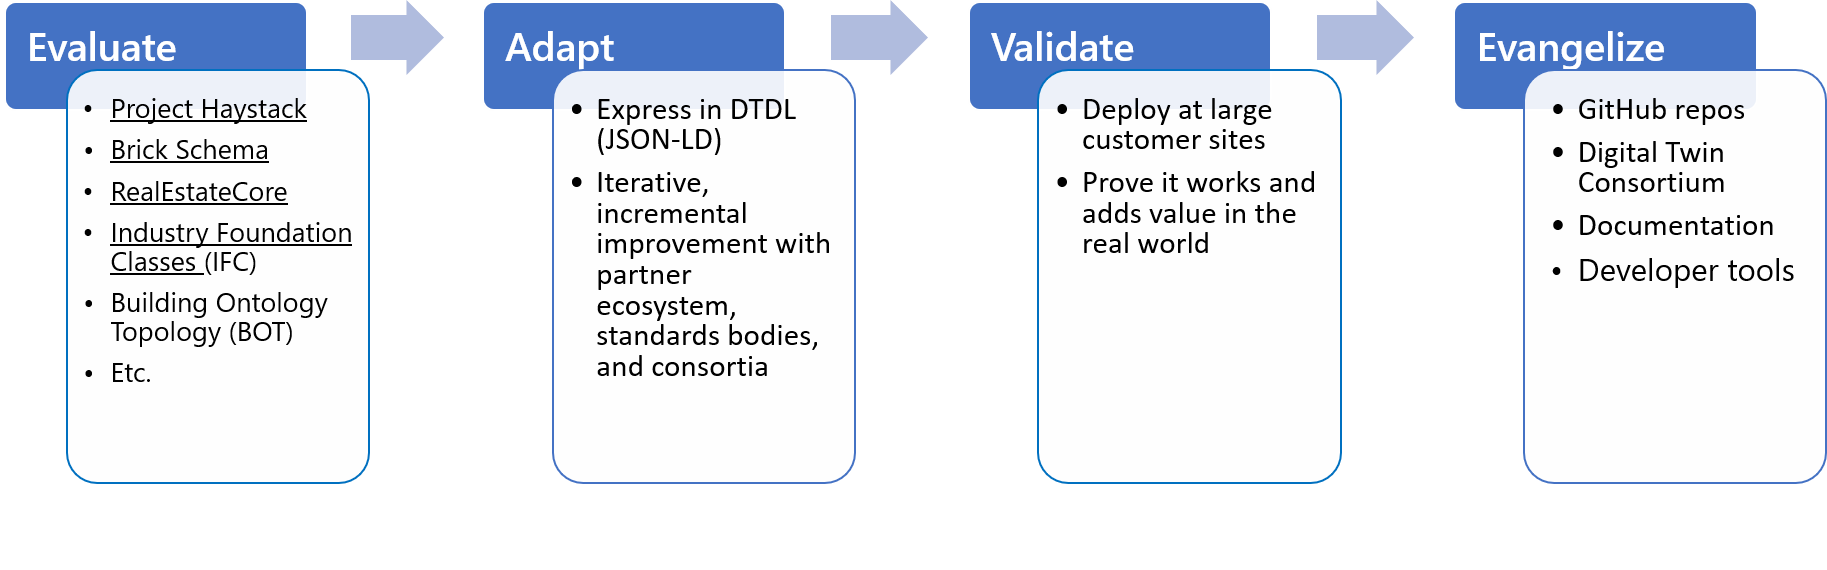 Evaluate
• Project Haystack
• Brick Schema
• RealEstateCore
• Industry Foundation
Classes (IFC)
• Building Ontology
Topology (BOT)
• Etc.
Adapt
• Express in DTDL
(JSON-LD)
• Iterative,
incremental
improvement with
partner
ecosystem,
standards bodies,
and consortia
Validate
• Deploy at large
customer sites
• Prove it works and
adds value in the
real world
Evangelize
• GitHub repos
• Digital Twin
Consortium
• Documentation
• Developer tools